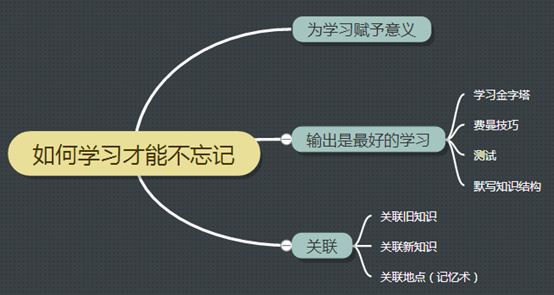 为学习赋予意义
如何学习才能不忘记
输出是最好的学习
学习金字塔
费曼技巧
测试
默写知识结构
关联
关联旧知识
关联新知识
关联地点（记忆术）